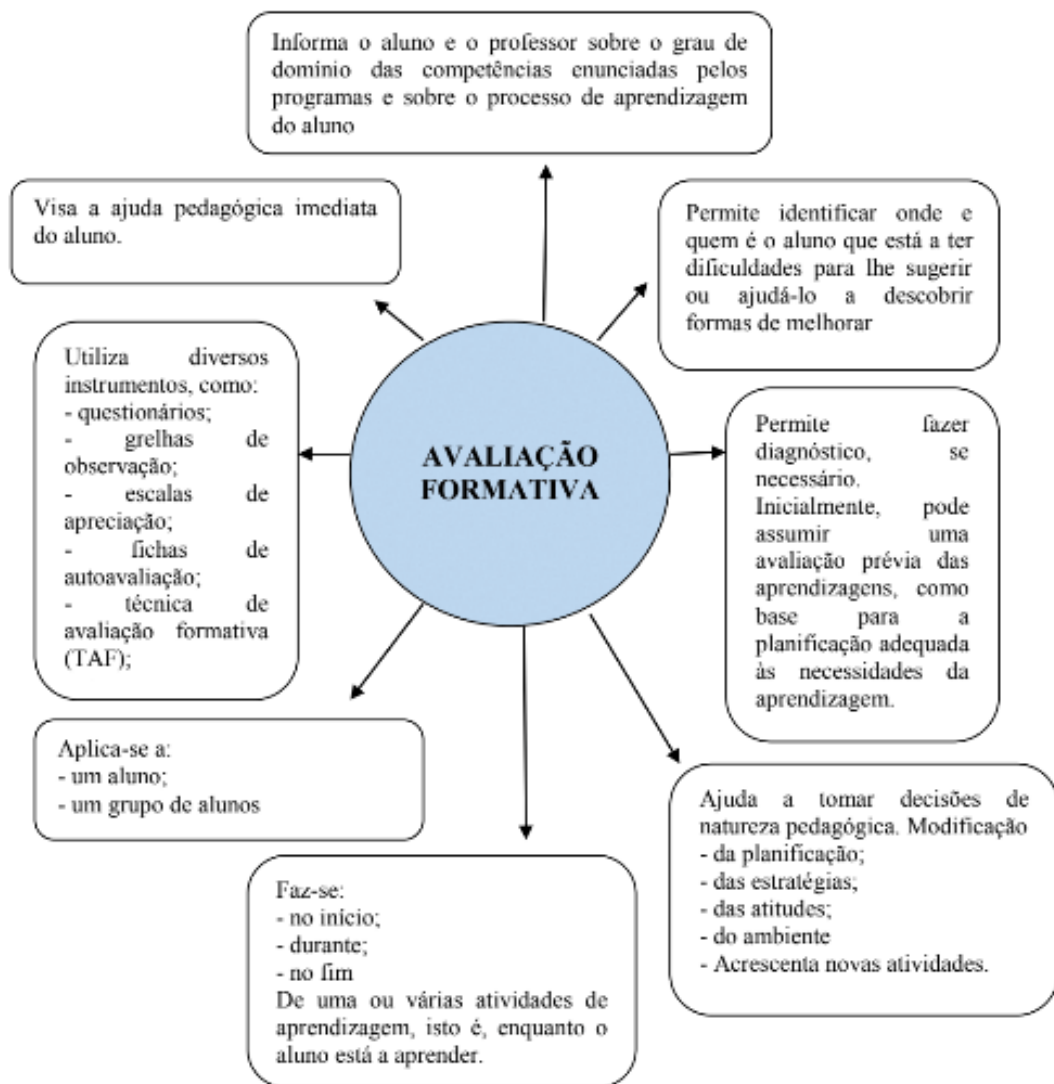 Informa o aluno e o professor sobre o grau de
domínio das competências enunciadas pelos
programas e sobre o processo de aprendizagem
do aluno
Visa a ajuda pedagógica imediata
do aluno.
Permite identificar onde e
quem é o aluno que está a ter
dificuldades para lhe sugerir
ou ajudá-lo a descobrir
formas de melhorar
Utiliza diversos
instrumentos, como:
- questionários;
- grelhas de
observação;
- escalas de
apreciação;
- fichas de
autoavaliação;
- técnica de
avaliação formativa
(TAF);
AVALIAÇÃO
FORMATIVA
Permite fazer
diagnóstico, se
necessário.
Inicialmente, pode
assumir uma
avaliação prévia das
aprendizagens, como
base para a
planificação adequada
às necessidades da
aprendizagem.
Aplica-se a:
- um aluno;
- um grupo de alunos
Ajuda a tomar decisões de
natureza pedagógica. Modificação
- da planificação;
- das estratégias;
- das atitudes;
- do ambiente
- Acrescenta novas atividades.
Faz-se:
- no início;
- durante;
- no fim
De uma ou várias atividades de
aprendizagem, isto é, enquanto o
aluno está a aprender.